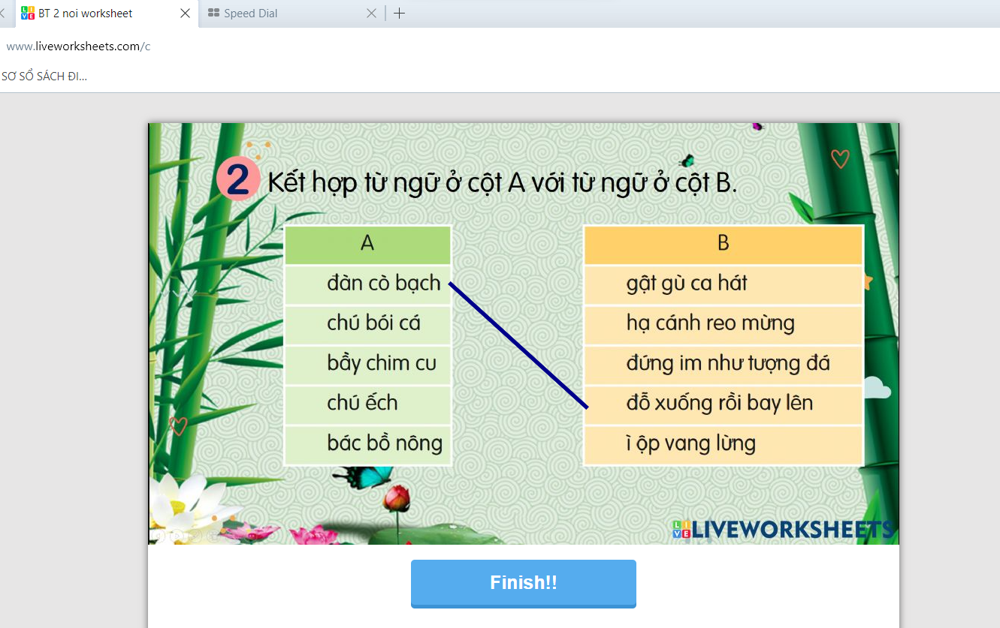 BT 2 noi worksheet
Speed Dial
www.liveworksheets.com/c
SƠ SỔ SÁCH ĐI...
2 Kết hợp từ ngữ ở cột A với từ ngữ ở cột B.
A B
đàn cò bạch gật gù ca hát
chú bói cá hạ cánh reo mừng
bầy chim cu đứng im như tượng đá
chú ếch đỗ xuống rồi bay lên
bác bồ nông ì ộp vang lừng
LIVE LIVEWORKSHEETS
Finish!!